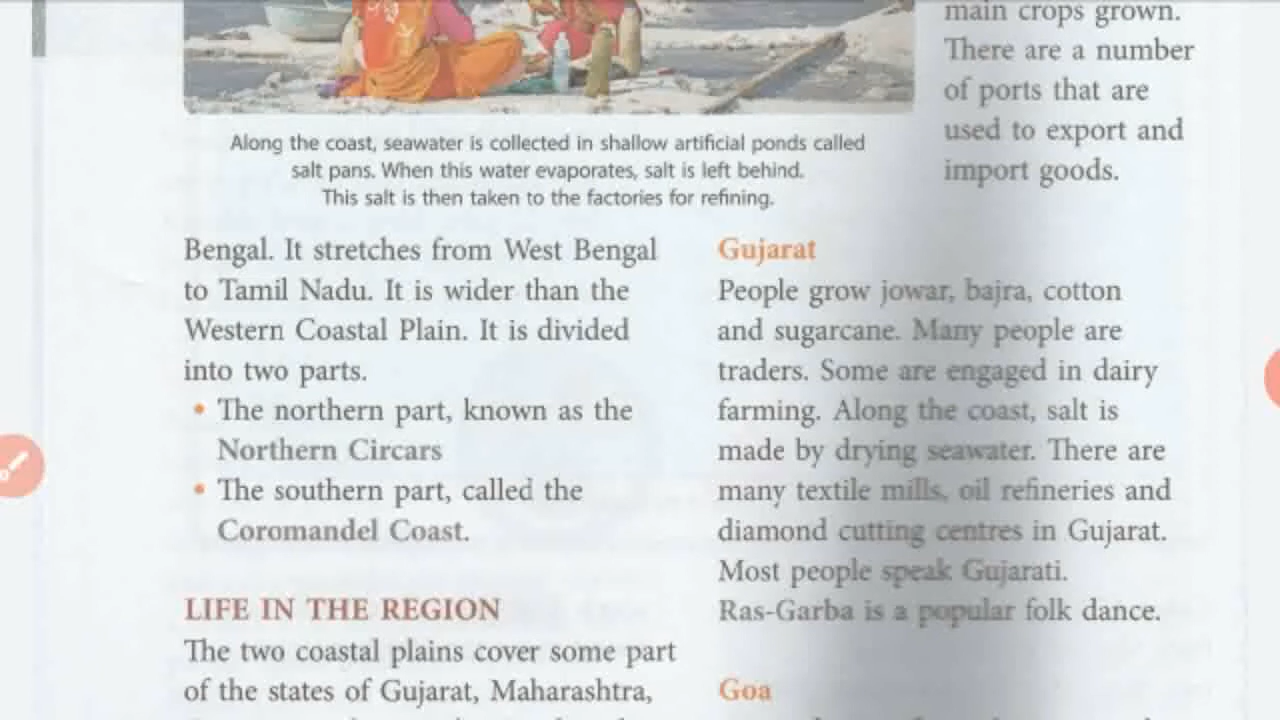 Along the coast, seawater is collected in shallow artificial ponds called
salt pans. When this water evaporates, salt is left behind.
This salt is then taken to the factories for refining.
Bengal. It stretches from West Bengal
to Tamil Nadu. It is wider than the
Western Coastal Plain. It is divided
into two parts.
• The northern part, known as the
Northern Circars
• The southern part, called the
Coromandel Coast.
LIFE IN THE REGION
The two coastal plains cover some part
of the states of Gujarat, Maharashtra,
main crops grown.
There are a number
of ports that are
used to export and
import goods.
Gujarat
People grow jowar, bajra, cotton
and sugarcane. Many people are
traders. Some are engaged in dairy
farming. Along the coast, salt is
made by drying seawater. There are
many textile mills, oil refineries and
diamond cutting centres in Gujarat.
Most people speak Gujarati.
Ras-Garba is a popular folk dance.
Goa